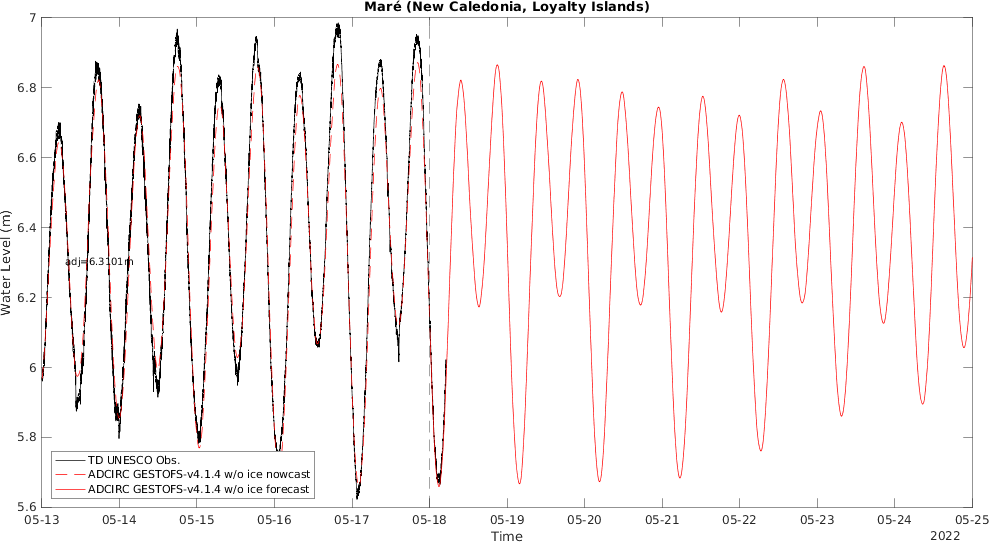 Maré (New Caledonia, Loyalty Islands)
7
6.8
6.6
6.4
6.2
6
5.8
5.6
Water Level (m)
adj=6.3101m
TD UNESCO Obs.
ADCIRC GESTOFS-v4.1.4 w/o ice nowcast
ADCIRC GESTOFS-v4.1.4 w/o ice forecast
05-13 05-14 05-15 05-16 05-17 05-18 05-19 05-20 05-21 05-22 05-23 05-24 05-25
Time
2022